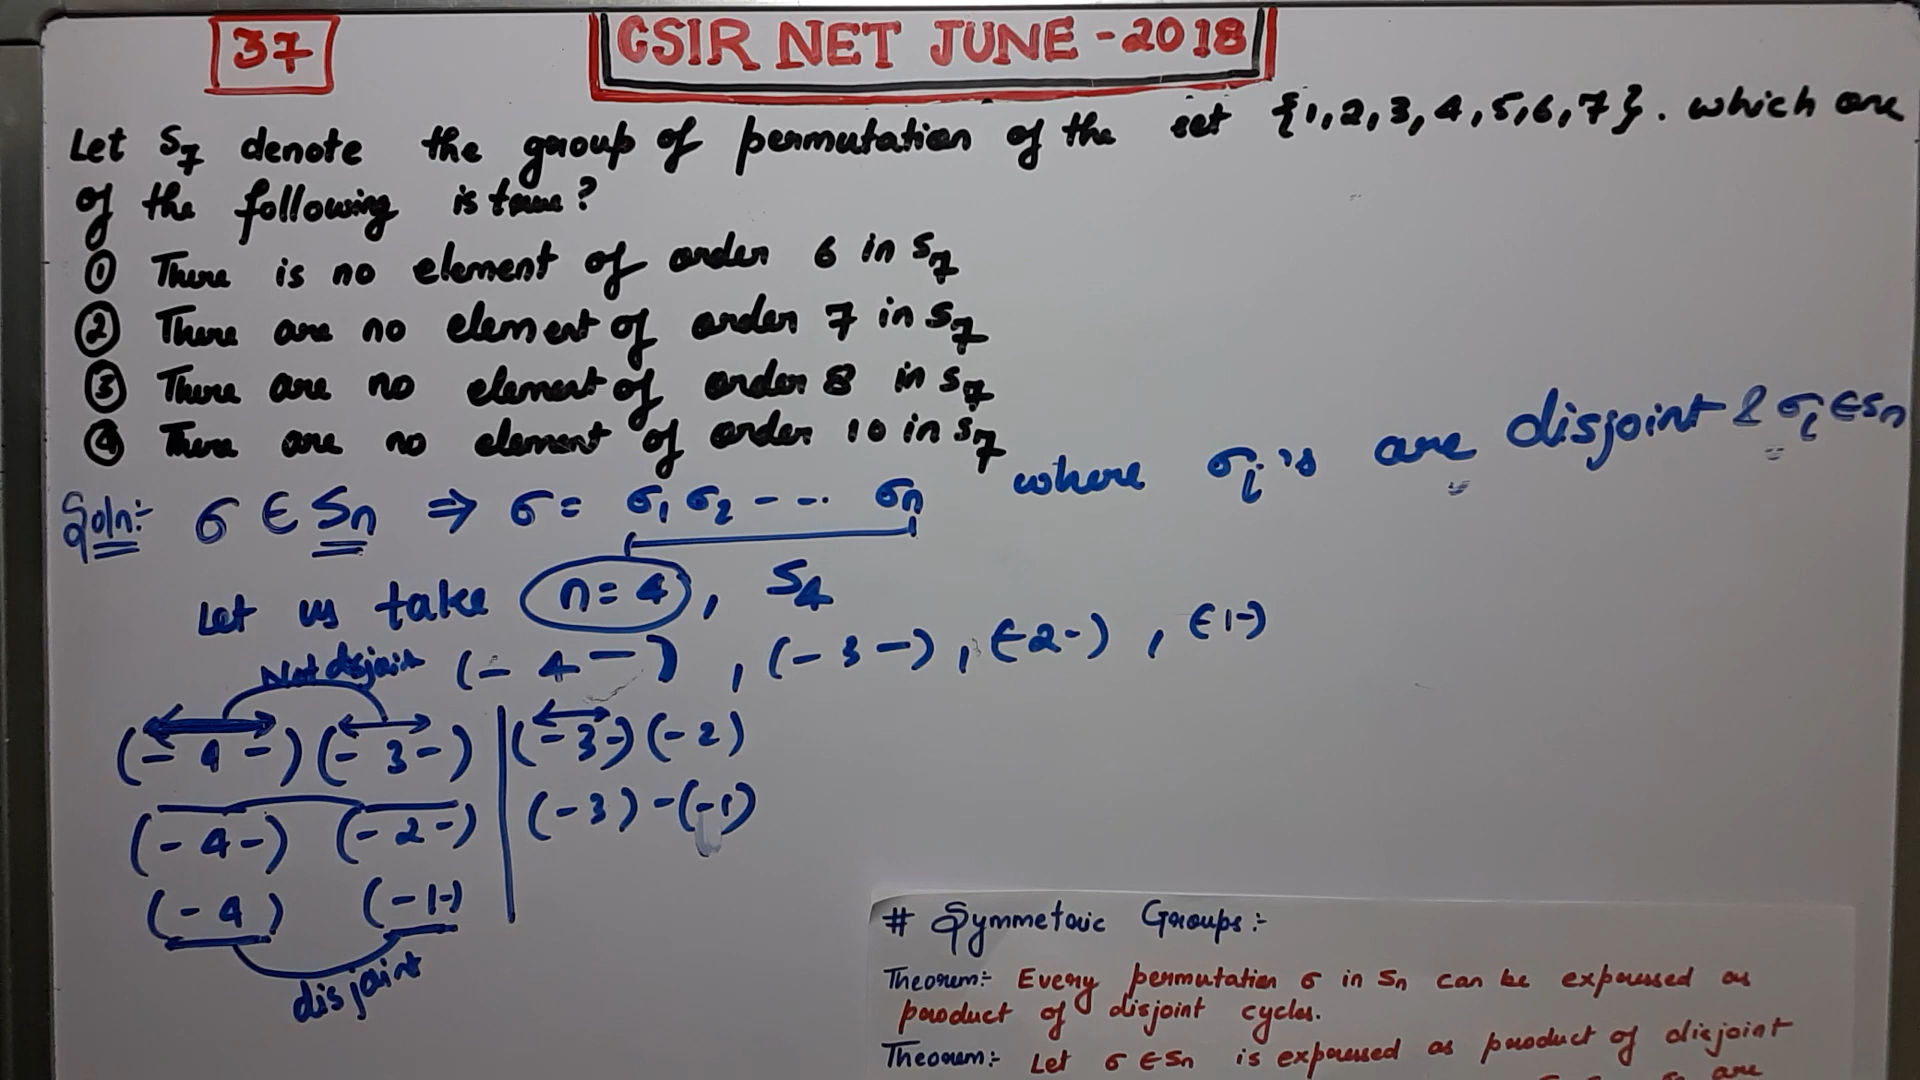 37
CSIR NET JUNE - 2018
Let S₇ denote the group of permutation of the set {1,2,3,4,5,6,7}. which are
of the following is true?
① There is no element of order 6 in S₇
② There are no element of order 7 in S₇
③ There are no element of order 8 in S₇
④ There are no element of order 10 in S₇
Soln:- σ ∈ Sn ⇒ σ = σ₁ σ₂ - - .. σn where σi's are disjoint & σi ∈ Sn
Let us take n=4, S₄
Not disjoint (- 4 -) , (- 3 -) , (-2-) , (-1-)
(- 4 -) (- 3 -) (-3-) (-2)
(-4-) (-2-) (-3) -(-1)
(-4) (-1-)
disjoint
# Symmetric Groups:-
Theorem:- Every permutation σ in Sn can be expressed as
product of disjoint cycles.
Theorem:- Let σ ∈ Sn is expressed as product of disjoint
are